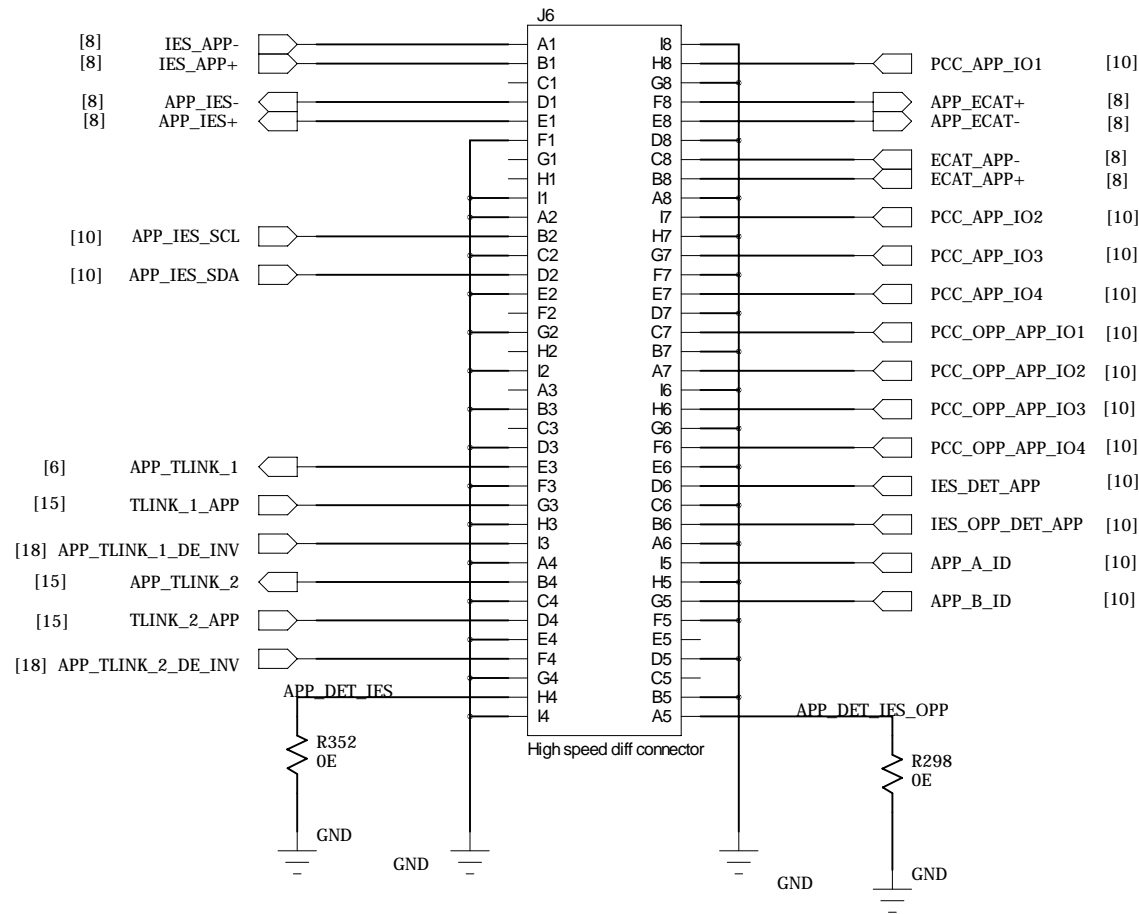 J6
[8] IES_APP- A1 I8
[8] IES_APP+ B1 H8 PCC_APP_IO1 [10]
C1 G8
[8] APP_IES- D1 F8 APP_ECAT+ [8]
[8] APP_IES+ E1 E8 APP_ECAT- [8]
F1 D8
G1 C8 ECAT_APP- [8]
H1 B8 ECAT_APP+ [8]
I1 A8
A2 I7 PCC_APP_IO2 [10]
[10] APP_IES_SCL B2 H7
C2 G7 PCC_APP_IO3 [10]
[10] APP_IES_SDA D2 F7
E2 E7 PCC_APP_IO4 [10]
F2 D7
G2 C7 PCC_OPP_APP_IO1 [10]
H2 B7
I2 A7 PCC_OPP_APP_IO2 [10]
A3 I6
B3 H6 PCC_OPP_APP_IO3 [10]
C3 G6
D3 F6 PCC_OPP_APP_IO4 [10]
[6] APP_TLINK_1 E3 E6
F3 D6 IES_DET_APP [10]
[15] TLINK_1_APP G3 C6
H3 B6 IES_OPP_DET_APP [10]
[18] APP_TLINK_1_DE_INV I3 A6
A4 I5 APP_A_ID [10]
[15] APP_TLINK_2 B4 H5
C4 G5 APP_B_ID [10]
[15] TLINK_2_APP D4 F5
E4 E5
[18] APP_TLINK_2_DE_INV F4 D5
G4 C5
APP_DET_IES H4 B5
I4 A5 APP_DET_IES_OPP
High speed diff connector
R352
0E
R298
0E
GND
GND
GND
GND